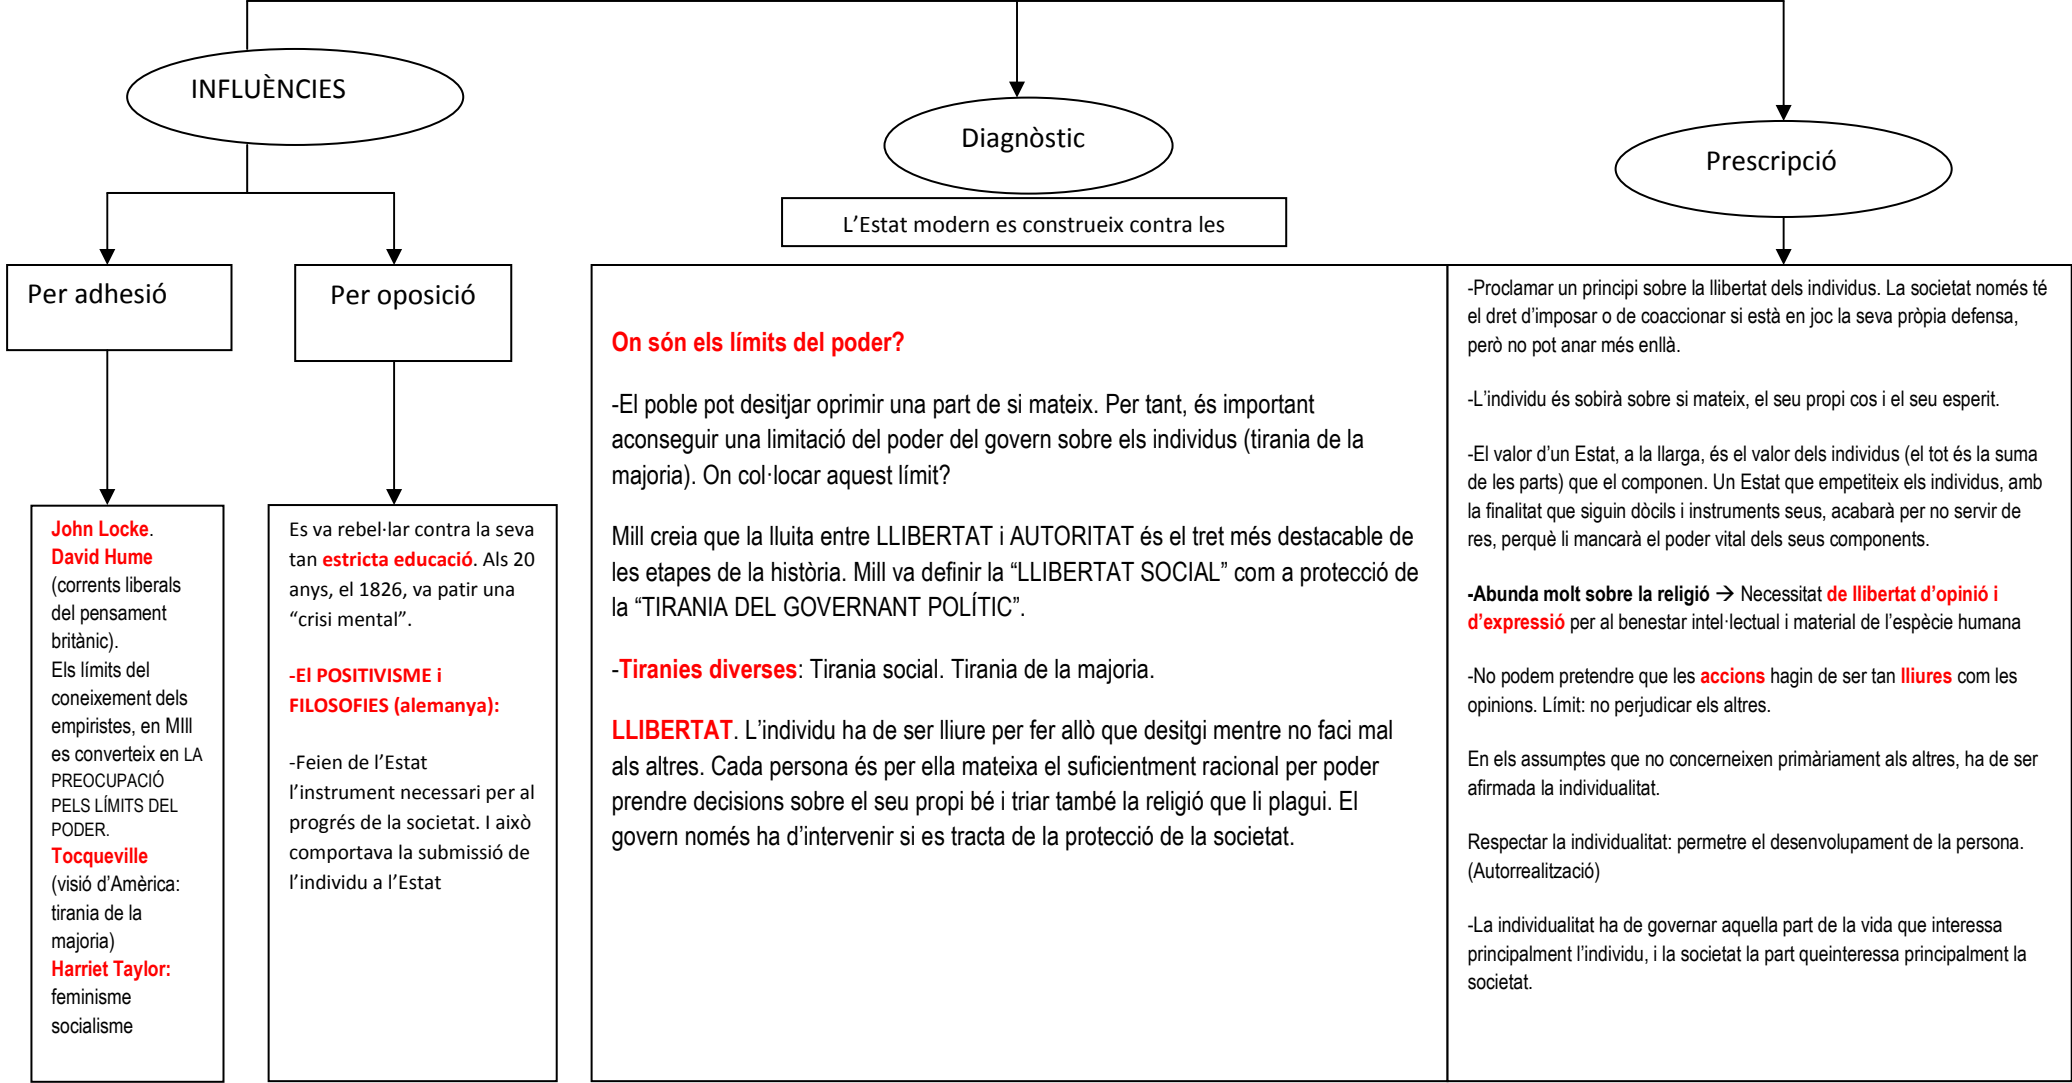 INFLUÈNCIES
Diagnòstic
Prescripció
L’Estat modern es construeix contra les
Per adhesió
Per oposició
John Locke.
David Hume
(corrents liberals
del pensament
britànic).
Els límits del
coneixement dels
empiristes, en MIll
es converteix en LA
PREOCUPACIÓ
PELS LÍMITS DEL
PODER.
Tocqueville
(visió d’Amèrica:
tirania de la
majoria)
Harriet Taylor:
feminisme
socialisme
Es va rebel·lar contra la seva
tan estricta educació. Als 20
anys, el 1826, va patir una
“crisi mental”.
-El POSITIVISME i
FILOSOFIES (alemanya):
-Feien de l’Estat
l’instrument necessari per al
progrés de la societat. I això
comportava la submissió de
l’individu a l’Estat
On són els límits del poder?
-El poble pot desitjar oprimir una part de si mateix. Per tant, és important
aconseguir una limitació del poder del govern sobre els individus (tirania de la
majoria). On col·locar aquest límit?
Mill creia que la lluita entre LLIBERTAT i AUTORITAT és el tret més destacable de
les etapes de la història. Mill va definir la “LLIBERTAT SOCIAL” com a protecció de
la “TIRANIA DEL GOVERNANT POLÍTIC”.
-Tiranies diverses: Tirania social. Tirania de la majoria.
LLIBERTAT. L’individu ha de ser lliure per fer allò que desitgi mentre no faci mal
als altres. Cada persona és per ella mateixa el suficientment racional per poder
prendre decisions sobre el seu propi bé i triar també la religió que li plagui. El
govern només ha d’intervenir si es tracta de la protecció de la societat.
-Proclamar un principi sobre la llibertat dels individus. La societat només té
el dret d’imposar o de coaccionar si està en joc la seva pròpia defensa,
però no pot anar més enllà.
-L’individu és sobirà sobre si mateix, el seu propi cos i el seu esperit.
-El valor d’un Estat, a la llarga, és el valor dels individus (el tot és la suma
de les parts) que el componen. Un Estat que empetiteix els individus, amb
la finalitat que siguin dòcils i instruments seus, acabarà per no servir de
res, perquè li mancarà el poder vital dels seus components.
-Abunda molt sobre la religió → Necessitat de llibertat d’opinió i
d’expressió per al benestar intel·lectual i material de l’espècie humana
-No podem pretendre que les accions hagin de ser tan lliures com les
opinions. Límit: no perjudicar els altres.
En els assumptes que no concerneixen primàriament als altres, ha de ser
afirmada la individualitat.
Respectar la individualitat: permetre el desenvolupament de la persona.
(Autorrealització)
-La individualitat ha de governar aquella part de la vida que interessa
principalment l’individu, i la societat la part queinteressa principalment la
societat.